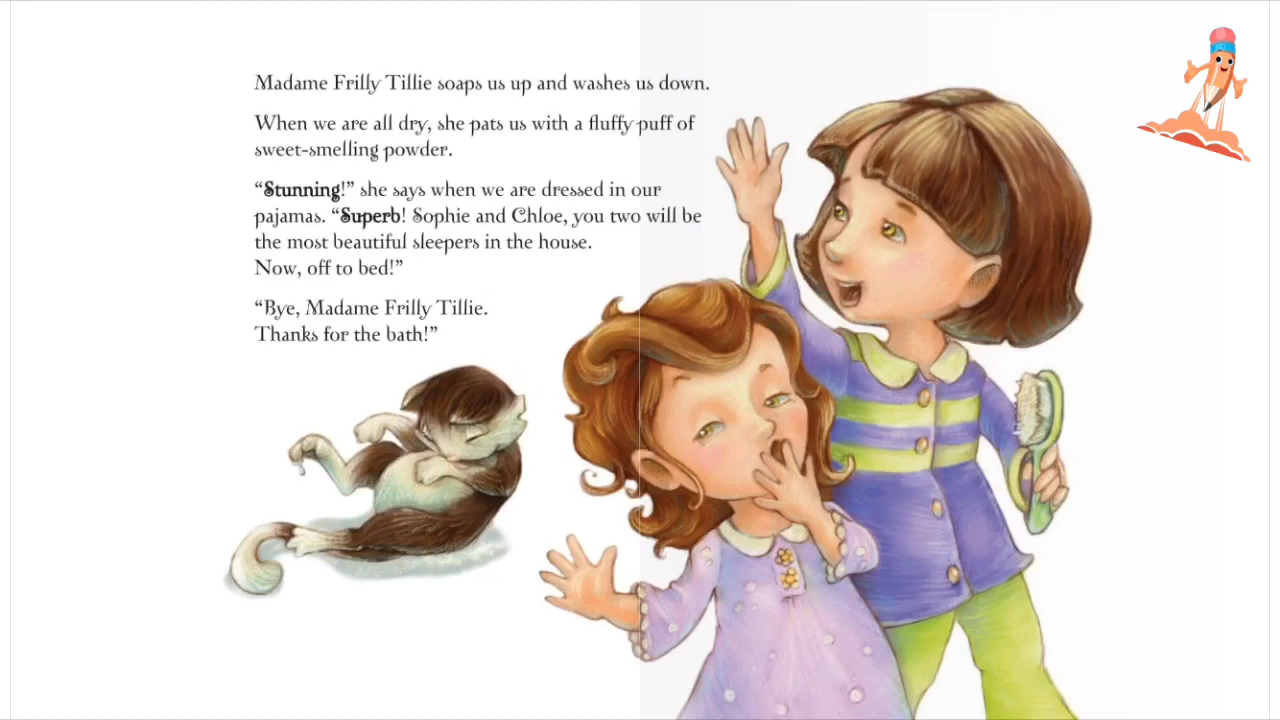 Madame Frilly Tillie soaps us up and washes us down.
When we are all dry, she pats us with a fluffy puff of
sweet-smelling powder.
“Stunning!” she says when we are dressed in our
pajamas. “Superb! Sophie and Chloe, you two will be
the most beautiful sleepers in the house.
Now, off to bed!”
“Bye, Madame Frilly Tillie.
Thanks for the bath!”